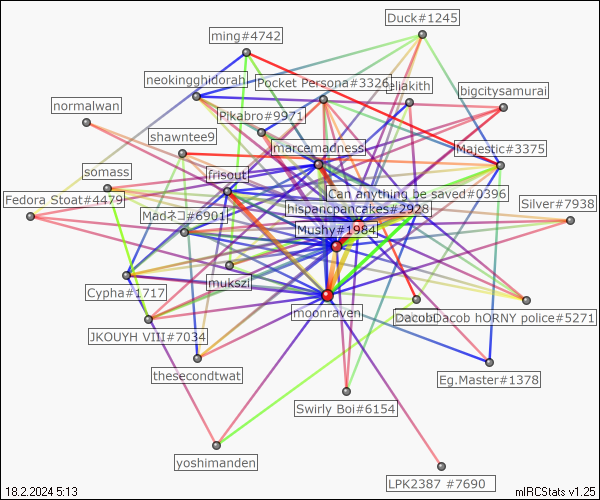 Duck#1245
ming#4742
neokingghidorah
Pocket Persona#3326
eliakith
bigcitysamurai
normalwan
Pikabro#9971
shawntee9
marcemadness
Majestic#3375
somass
frisout
Can anything be saved#0396
Fedora Stoat#4479
Madネコ#6901
hispancpancakes#2928
Silver#7938
Mushy#1984
mukszi
Cypha#1717
moonraven
JKOUYH VIII#7034
DacobDacob hORNY police#5271
thesecondtwat
Eg.Master#1378
Swirly Boi#6154
yoshimanden
LPK2387 #7690
18.2.2024 5:13
mIRCStats v1.25